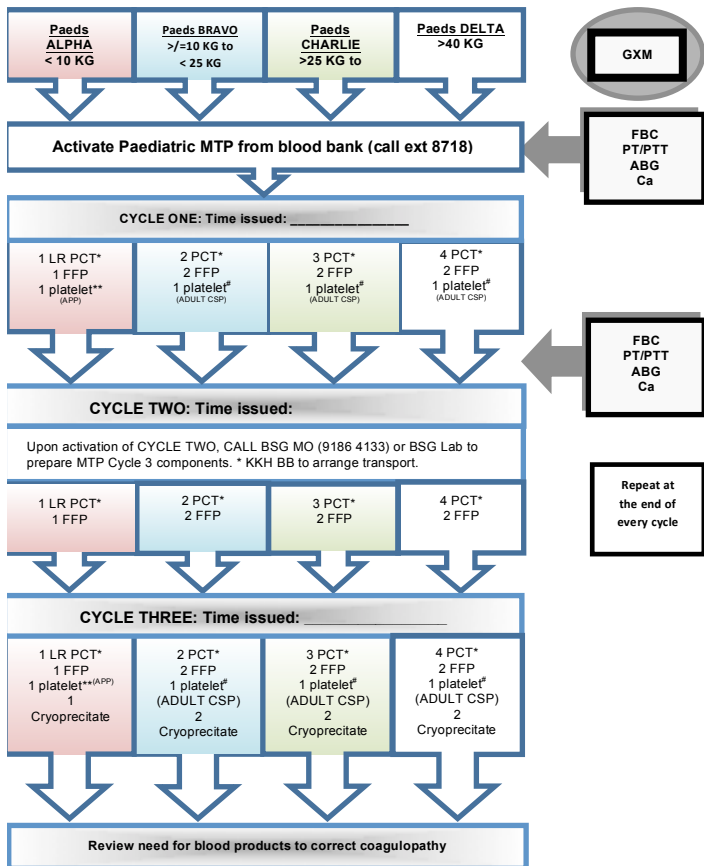 Paeds
ALPHA
< 10 KG
Paeds BRAVO
>/=10 KG to
< 25 KG
Paeds
CHARLIE
>25 KG to
Paeds DELTA
>40 KG
GXM
Activate Paediatric MTP from blood bank (call ext 8718)
FBC
PT/PTT
ABG
Ca
CYCLE ONE: Time issued: ________________
1 LR PCT*
1 FFP
1 platelet**
(APP)
2 PCT*
2 FFP
1 platelet#
(ADULT CSP)
3 PCT*
2 FFP
1 platelet#
(ADULT CSP)
4 PCT*
2 FFP
1 platelet#
(ADULT CSP)
FBC
PT/PTT
ABG
Ca
CYCLE TWO: Time issued:
Upon activation of CYCLE TWO, CALL BSG MO (9186 4133) or BSG Lab to
prepare MTP Cycle 3 components. * KKH BB to arrange transport.
1 LR PCT*
1 FFP
2 PCT*
2 FFP
3 PCT*
2 FFP
4 PCT*
2 FFP
Repeat at
the end of
every cycle
CYCLE THREE: Time issued: ________________
1 LR PCT*
1 FFP
1 platelet**(APP)
1
Cryoprecitate
2 PCT*
2 FFP
1 platelet#
(ADULT CSP)
2
Cryoprecitate
3 PCT*
2 FFP
1 platelet#
(ADULT CSP)
2
Cryoprecitate
4 PCT*
2 FFP
1 platelet#
(ADULT CSP)
2
Cryoprecitate
Review need for blood products to correct coagulopathy